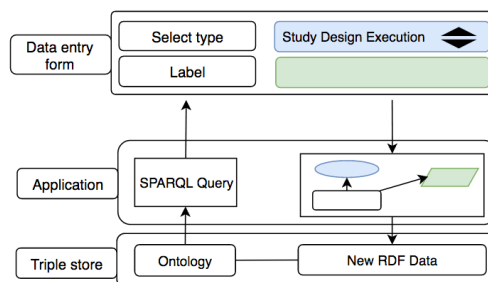 Data entry
form
Select type
Study Design Execution
Label
Application
SPARQL Query
Triple store
Ontology
New RDF Data